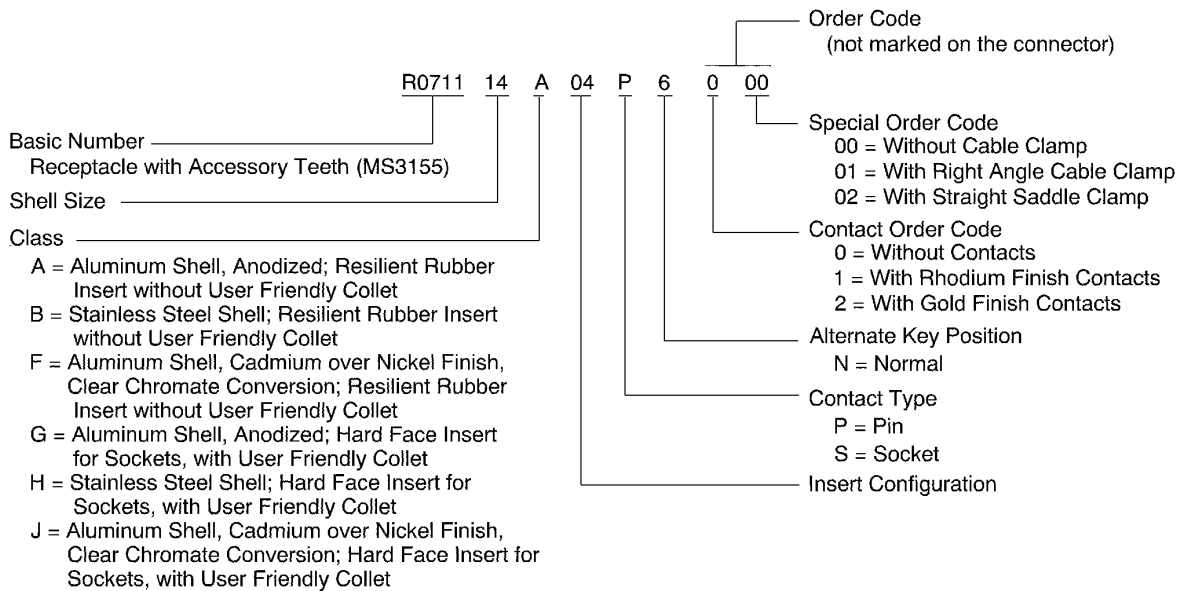 Order Code
(not marked on the connector)
R0711 14 A 04 P 6 0 00
Basic Number
Receptacle with Accessory Teeth (MS3155)
Shell Size
Class
A = Aluminum Shell, Anodized; Resilient Rubber
Insert without User Friendly Collet
B = Stainless Steel Shell; Resilient Rubber Insert
without User Friendly Collet
F = Aluminum Shell, Cadmium over Nickel Finish,
Clear Chromate Conversion; Resilient Rubber
Insert without User Friendly Collet
G = Aluminum Shell, Anodized; Hard Face Insert
for Sockets, with User Friendly Collet
H = Stainless Steel Shell; Hard Face Insert for
Sockets, with User Friendly Collet
J = Aluminum Shell, Cadmium over Nickel Finish,
Clear Chromate Conversion; Hard Face Insert for
Sockets, with User Friendly Collet
Special Order Code
00 = Without Cable Clamp
01 = With Right Angle Cable Clamp
02 = With Straight Saddle Clamp
Contact Order Code
0 = Without Contacts
1 = With Rhodium Finish Contacts
2 = With Gold Finish Contacts
Alternate Key Position
N = Normal
Contact Type
P = Pin
S = Socket
Insert Configuration